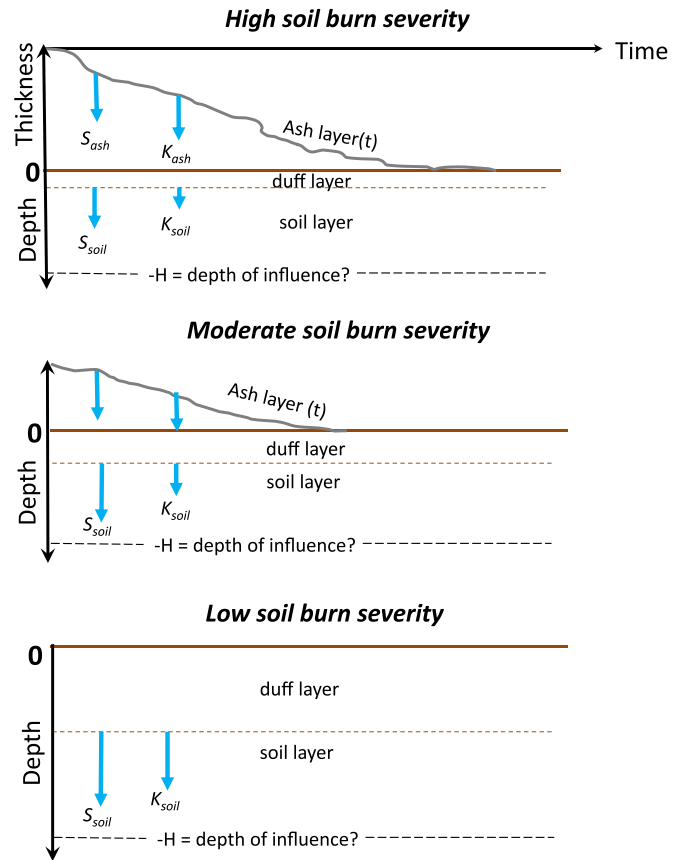 High soil burn severity
Time
Thickness
S_ash
K_ash
Ash layer(t)
0
duff layer
Depth
S_soil
K_soil
soil layer
-H = depth of influence?
Moderate soil burn severity
Ash layer (t)
0
duff layer
Depth
soil layer
S_soil
K_soil
-H = depth of influence?
Low soil burn severity
0
duff layer
Depth
soil layer
S_soil
K_soil
-H = depth of influence?